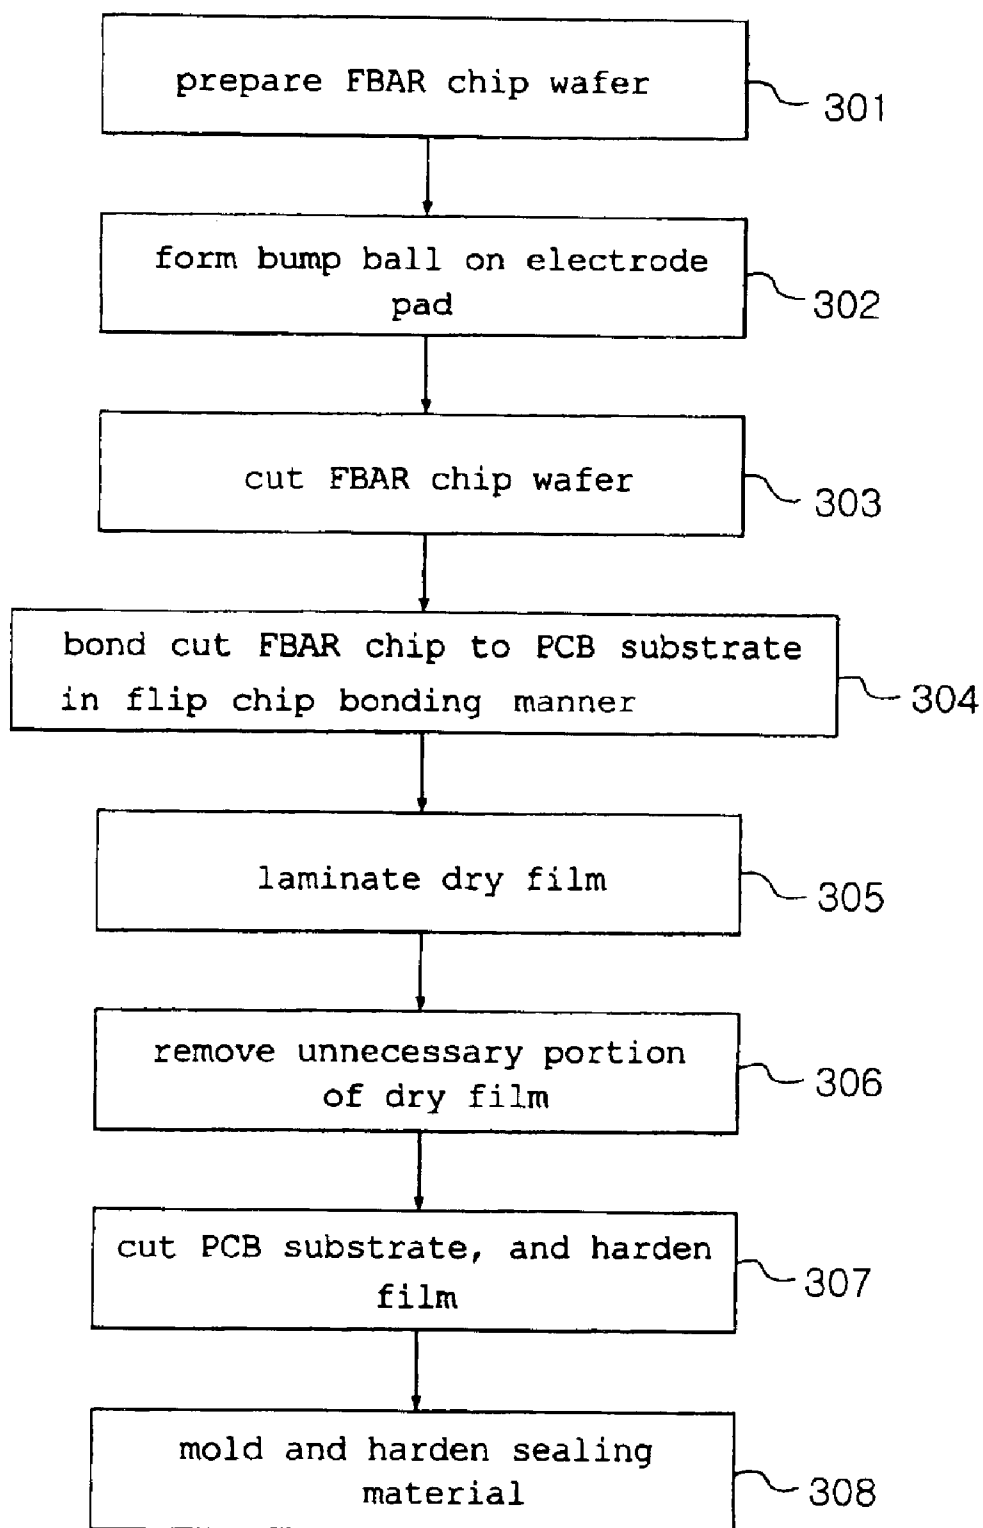 prepare FBAR chip wafer
301
form bump ball on electrode
pad
302
cut FBAR chip wafer
303
bond cut FBAR chip to PCB substrate
in flip chip bonding manner
304
laminate dry film
305
remove unnecessary portion
of dry film
306
cut PCB substrate, and harden
film
307
mold and harden sealing
material
308